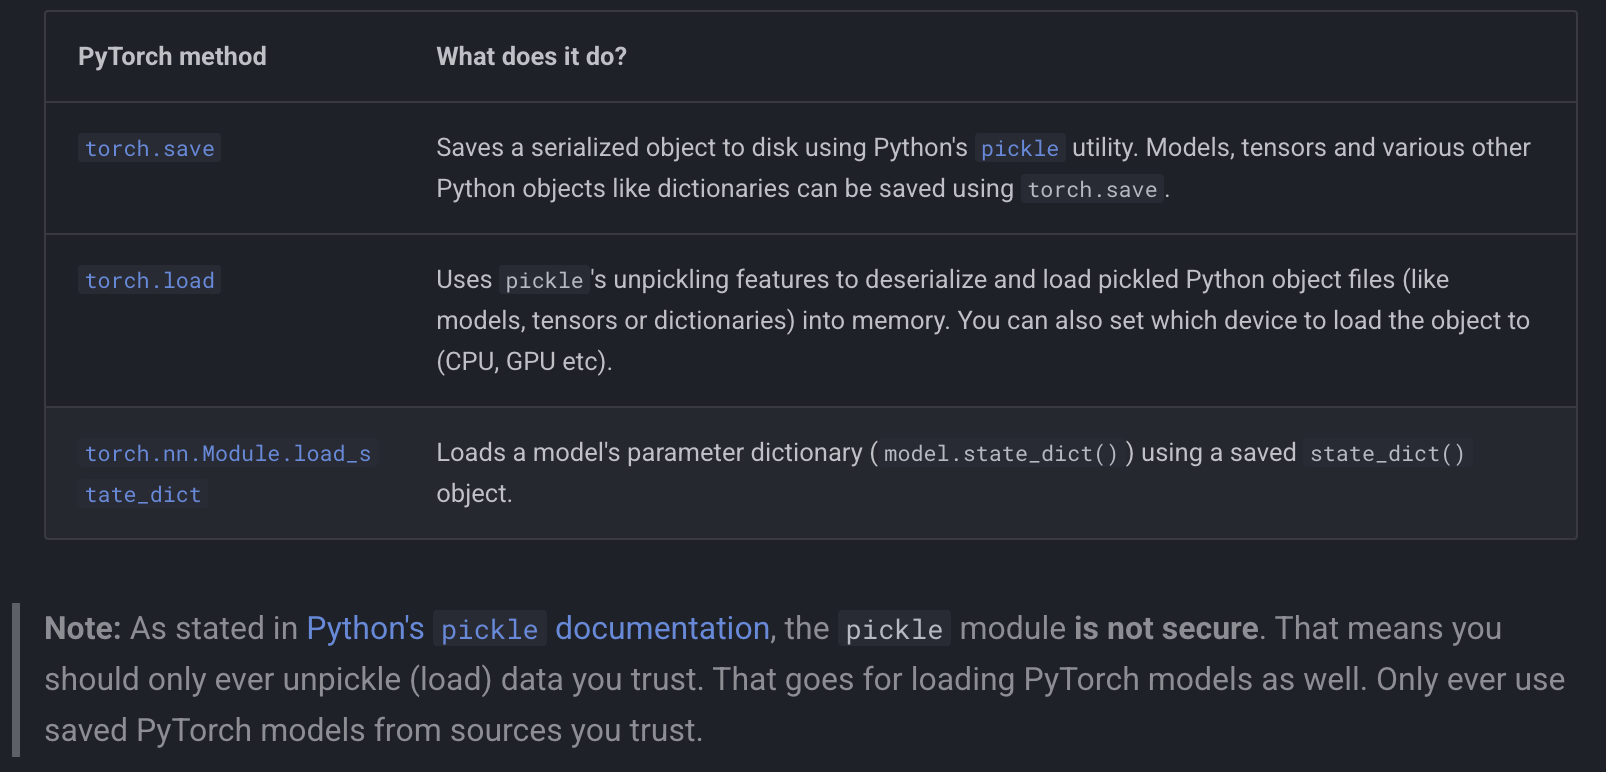 PyTorch method What does it do?
torch.save Saves a serialized object to disk using Python's pickle utility. Models, tensors and various other
Python objects like dictionaries can be saved using torch.save.
torch.load Uses pickle's unpickling features to deserialize and load pickled Python object files (like
models, tensors or dictionaries) into memory. You can also set which device to load the object to
(CPU, GPU etc).
torch.nn.Module.load_s Loads a model's parameter dictionary (model.state_dict()) using a saved state_dict()
tate_dict object.
Note: As stated in Python's pickle documentation, the pickle module is not secure. That means you
should only ever unpickle (load) data you trust. That goes for loading PyTorch models as well. Only ever use
saved PyTorch models from sources you trust.